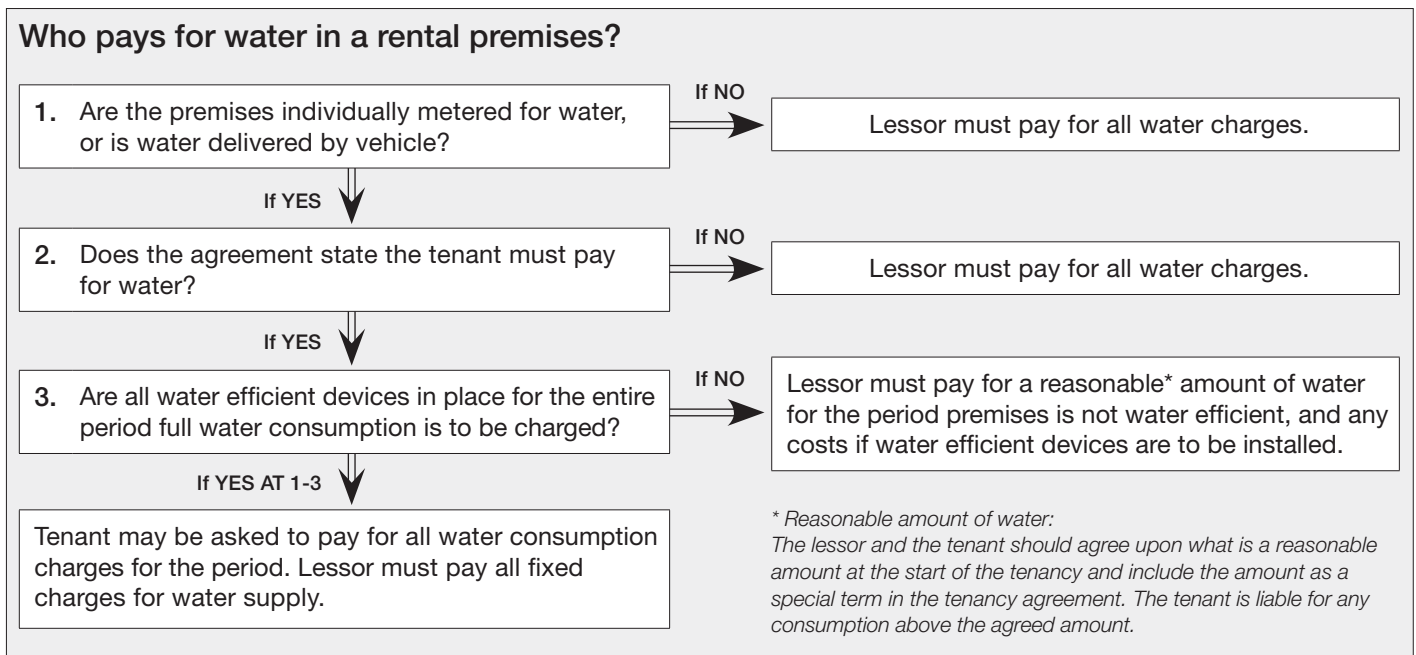 Who pays for water in a rental premises?
1. Are the premises individually metered for water,
or is water delivered by vehicle?
If NO
Lessor must pay for all water charges.
If YES
2. Does the agreement state the tenant must pay
for water?
If NO
Lessor must pay for all water charges.
If YES
3. Are all water efficient devices in place for the entire
period full water consumption is to be charged?
If NO
Lessor must pay for a reasonable* amount of water
for the period premises is not water efficient, and any
costs if water efficient devices are to be installed.
If YES AT 1-3
Tenant may be asked to pay for all water consumption
charges for the period. Lessor must pay all fixed
charges for water supply.
* Reasonable amount of water:
The lessor and the tenant should agree upon what is a reasonable
amount at the start of the tenancy and include the amount as a
special term in the tenancy agreement. The tenant is liable for any
consumption above the agreed amount.